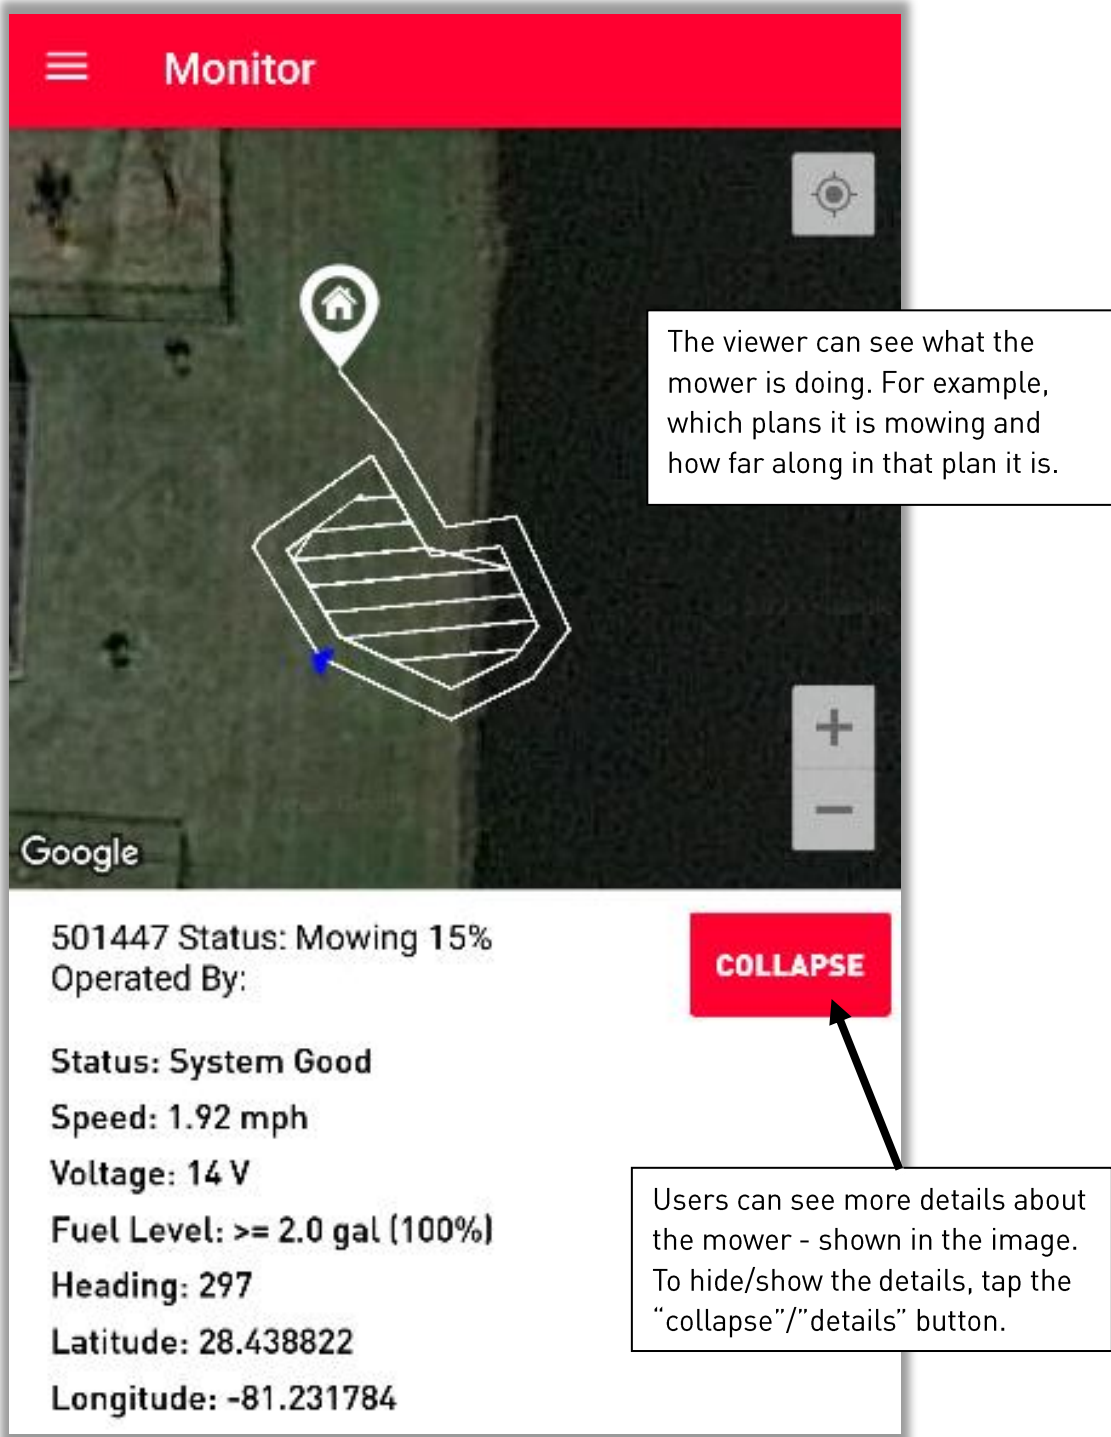 Monitor
The viewer can see what the
mower is doing. For example,
which plans it is mowing and
how far along in that plan it is.
Google
501447 Status: Mowing 15%
Operated By:
COLLAPSE
Status: System Good
Speed: 1.92 mph
Voltage: 14 V
Fuel Level: >= 2.0 gal (100%)
Heading: 297
Latitude: 28.438822
Longitude: -81.231784
Users can see more details about
the mower - shown in the image.
To hide/show the details, tap the
“collapse”/”details” button.